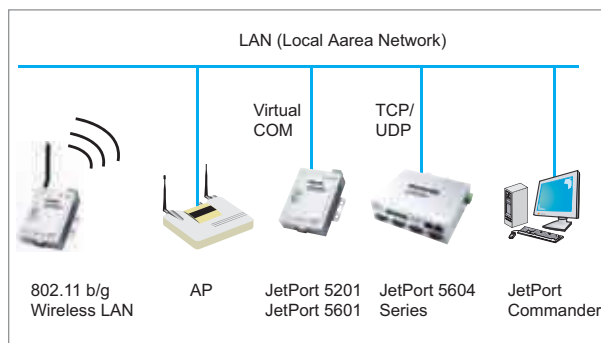 LAN (Local Aarea Network)
Virtual
COM
TCP/
UDP
802.11 b/g
Wireless LAN
AP
JetPort 5201
JetPort 5601
JetPort 5604
Series
JetPort
Commander